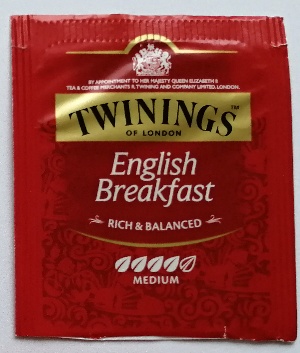 BY APPOINTMENT TO HER MAJESTY QUEEN ELIZABETH II
TEA & COFFEE MERCHANTS R. TWINING AND COMPANY LIMITED, LONDON.
TWININGS™
OF LONDON
English
Breakfast
RICH & BALANCED
MEDIUM